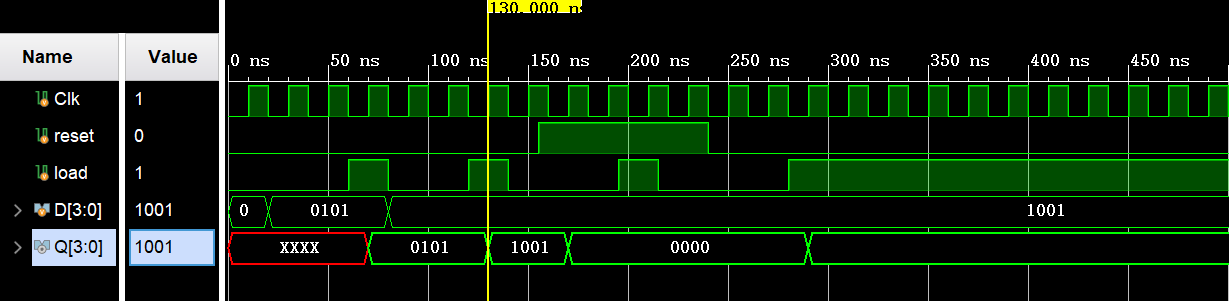 130.000 ns
Name Value
0 ns 50 ns 100 ns 150 ns 200 ns 250 ns 300 ns 350 ns 400 ns 450 ns
Clk 1
reset 0
load 1
D[3:0] 1001 0 0101 1001
Q[3:0] 1001 XXXX 0101 1001 0000